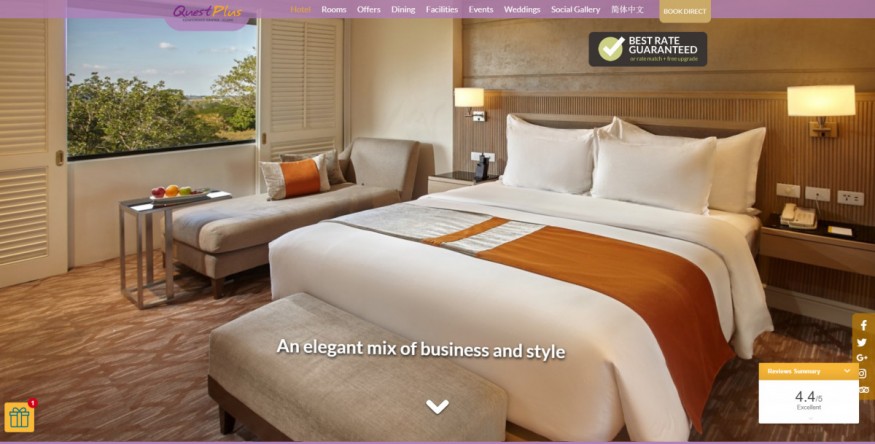 Quest Plus
Hotel
Rooms
Offers
Dining
Facilities
Events
Weddings
Social Gallery
简体中文
BOOK DIRECT
BEST RATE
GUARANTEED
or rate match + free upgrade
An elegant mix of business and style
Reviews Summary
4.4/5
Excellent
1